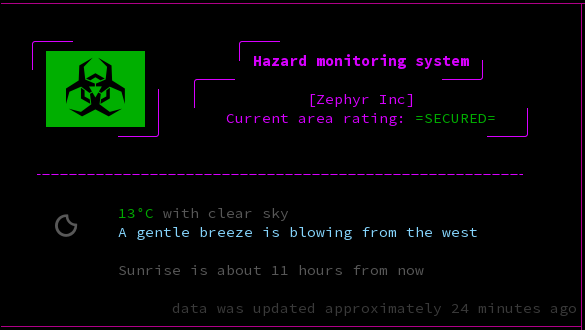 Hazard monitoring system
[Zephyr Inc]
Current area rating: =SECURED=
13°C with clear sky
A gentle breeze is blowing from the west
Sunrise is about 11 hours from now
data was updated approximately 24 minutes ago